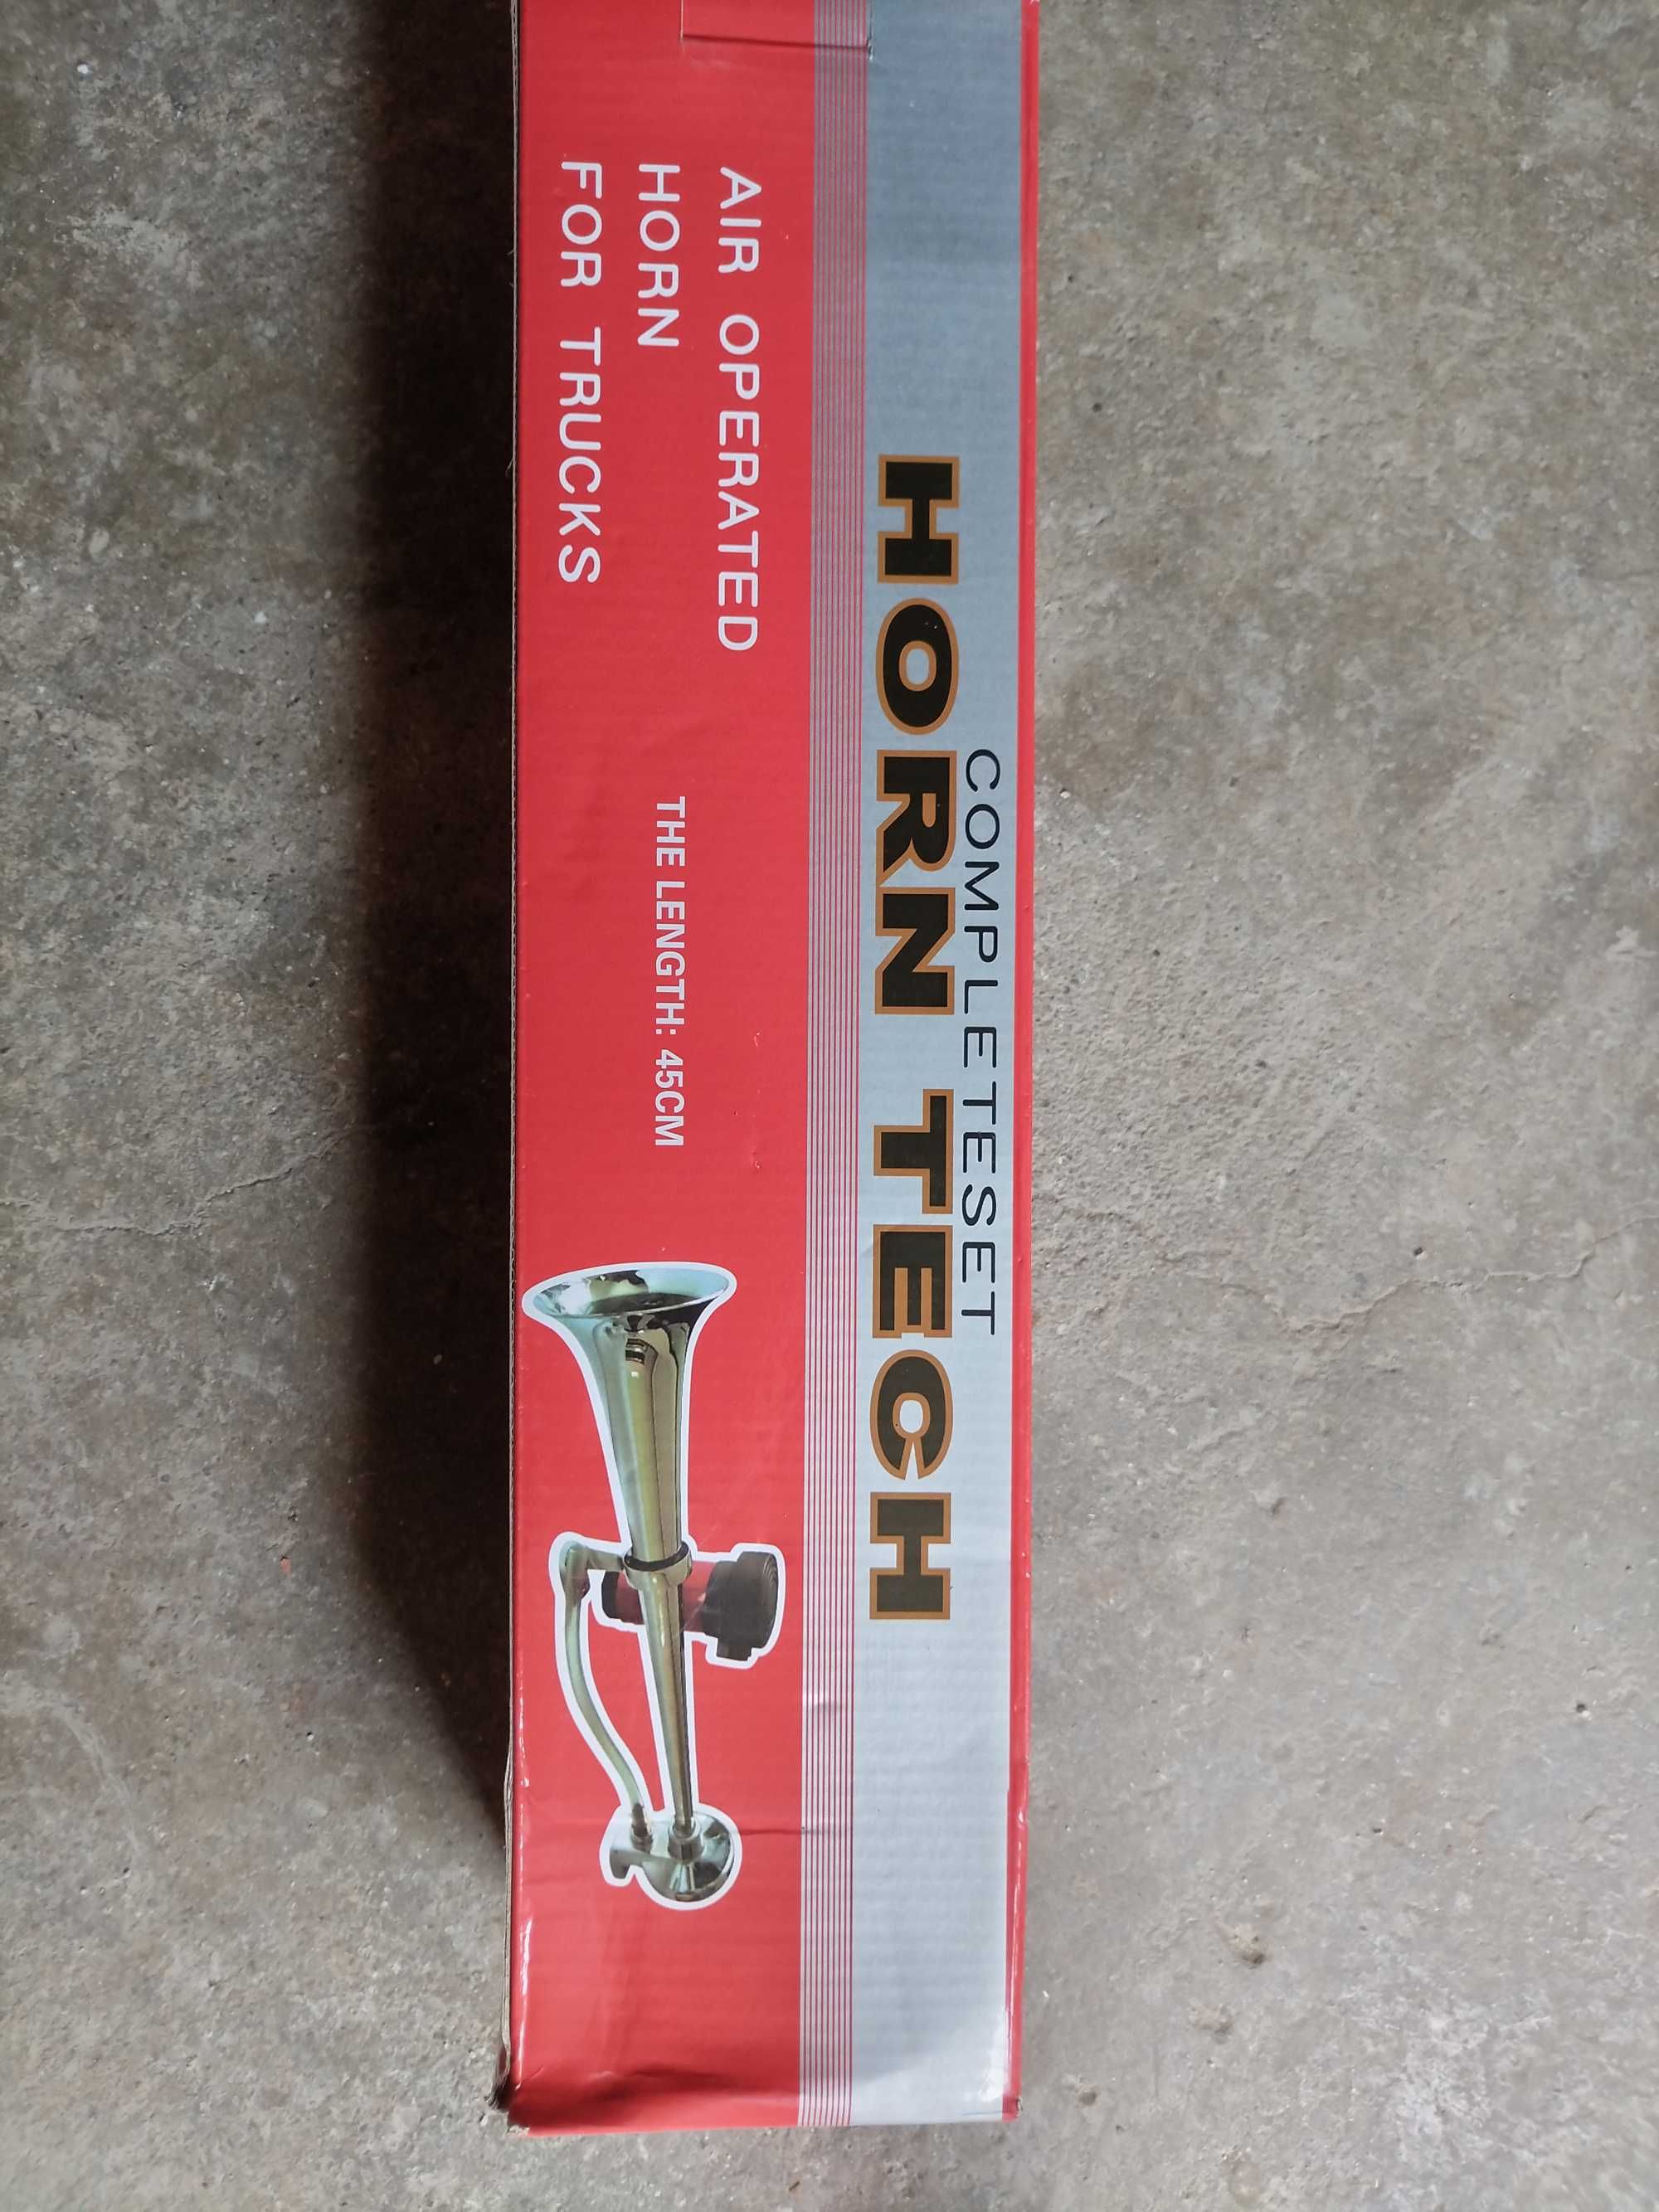 COMPLETESET
HORN TECH
AIR OPERATED
HORN
FOR TRUCKS
THE LENGTH: 45CM